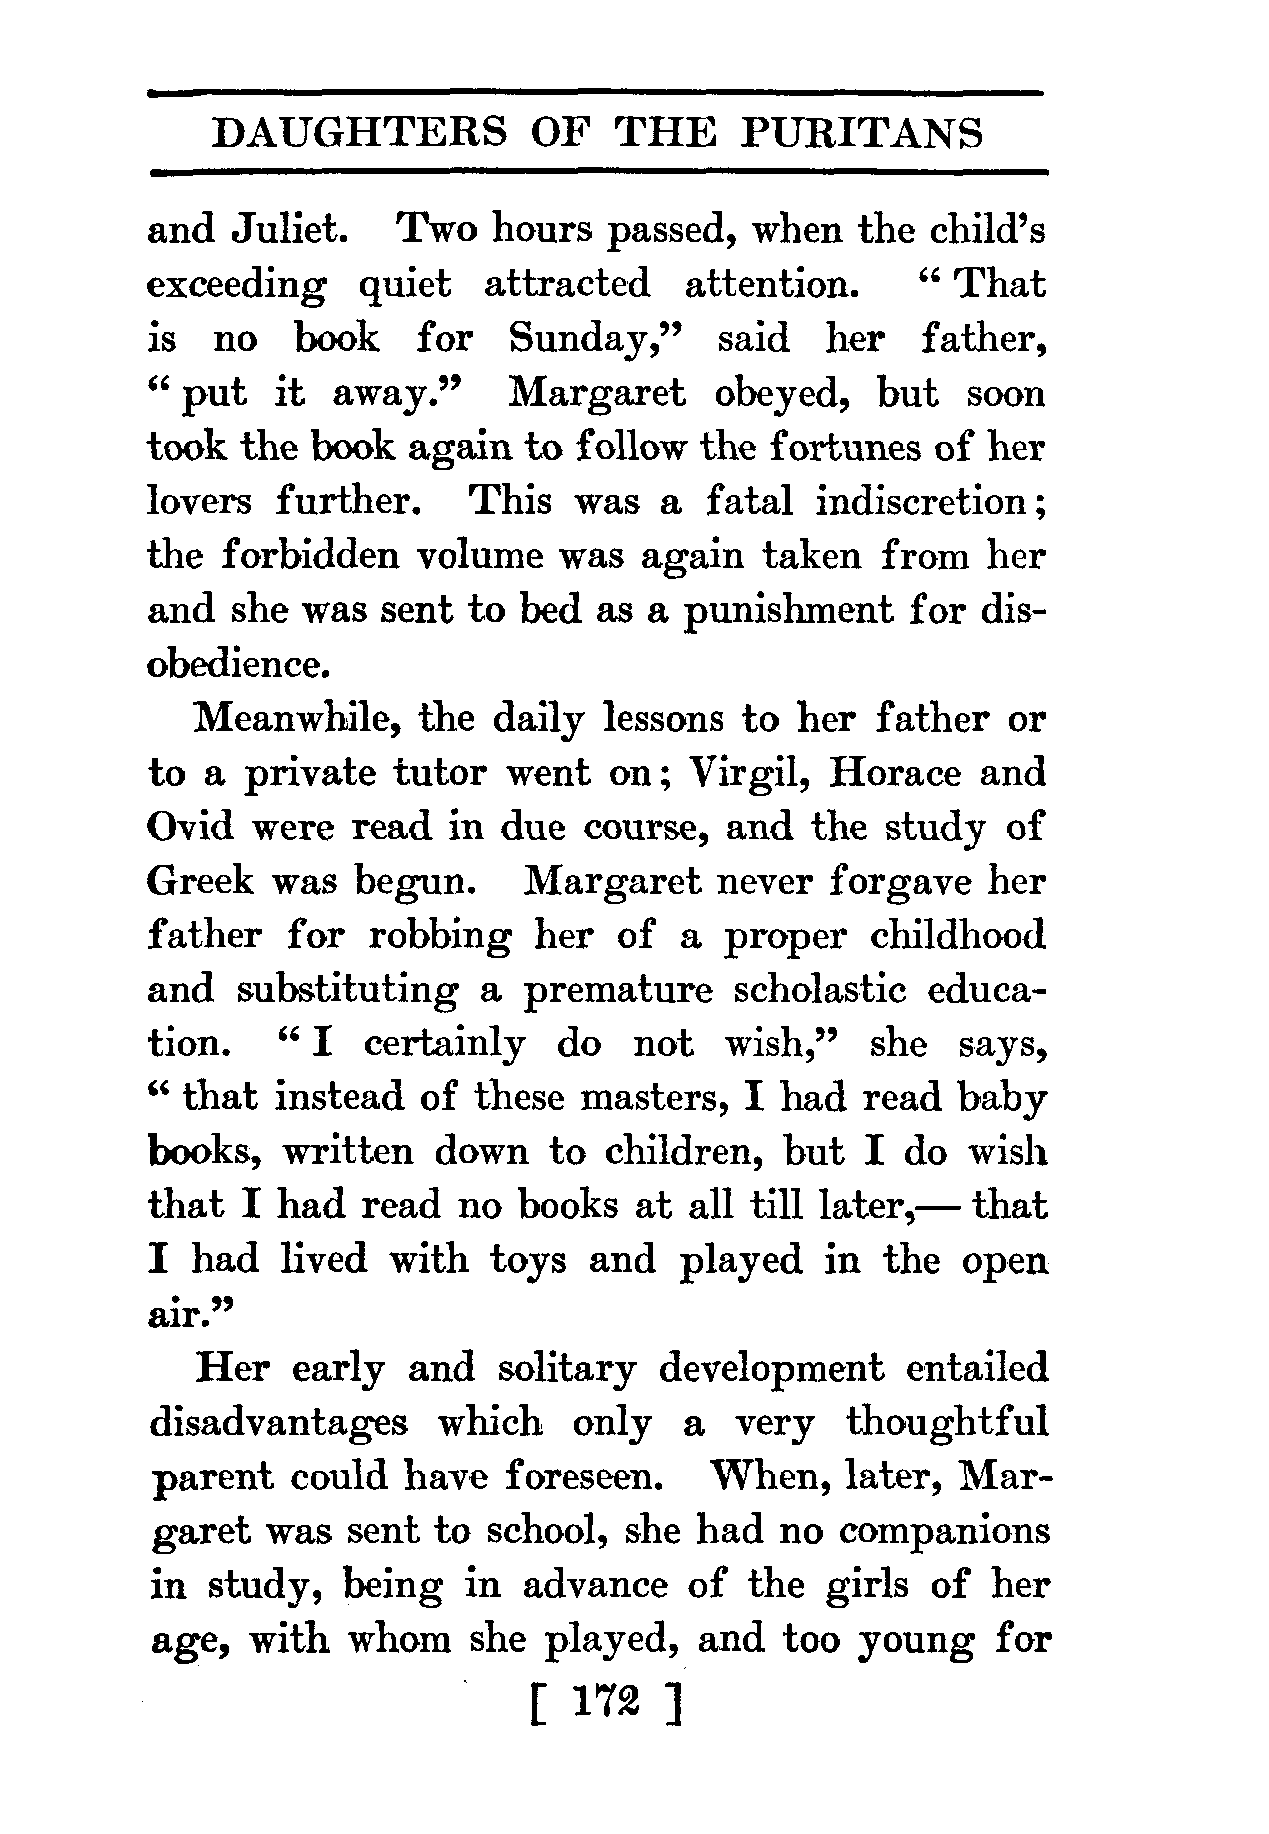 DAUGHTERS OF THE PURITANS
and Juliet. Two hours passed, when the child's
exceeding quiet attracted attention. " That
is no book for Sunday," said her father,
" put it away." Margaret obeyed, but soon
took the book again to follow the fortunes of her
lovers further. This was a fatal indiscretion;
the forbidden volume was again taken from her
and she was sent to bed as a punishment for dis-
obedience.
Meanwhile, the daily lessons to her father or
to a private tutor went on; Virgil, Horace and
Ovid were read in due course, and the study of
Greek was begun. Margaret never forgave her
father for robbing her of a proper childhood
and substituting a premature scholastic educa-
tion. " I certainly do not wish," she says,
" that instead of these masters, I had read baby
books, written down to children, but I do wish
that I had read no books at all till later,— that
I had lived with toys and played in the open
air."
Her early and solitary development entailed
disadvantages which only a very thoughtful
parent could have foreseen. When, later, Mar-
garet was sent to school, she had no companions
in study, being in advance of the girls of her
age, with whom she played, and too young for
[ 172 ]